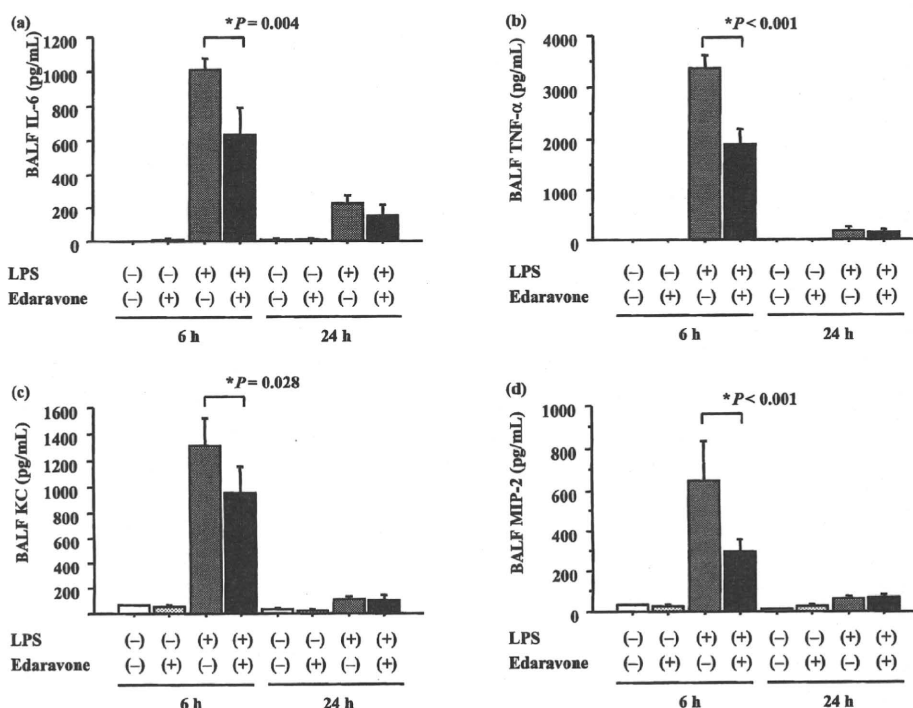 (a)
*P = 0.004
BALF IL-6 (pg/mL)
1200
1000
800
600
400
200
0
LPS (–) (–) (+) (+) (–) (–) (+) (+)
Edaravone (–) (+) (–) (+) (–) (+) (–) (+)
6 h 24 h
(b)
*P < 0.001
BALF TNF-α (pg/mL)
4000
3000
2000
1000
0
LPS (–) (–) (+) (+) (–) (–) (+) (+)
Edaravone (–) (+) (–) (+) (–) (+) (–) (+)
6 h 24 h
(c)
*P = 0.028
BALF KC (pg/mL)
1600
1400
1200
1000
800
600
400
200
0
LPS (–) (–) (+) (+) (–) (–) (+) (+)
Edaravone (–) (+) (–) (+) (–) (+) (–) (+)
6 h 24 h
(d)
*P < 0.001
BALF MIP-2 (pg/mL)
1000
800
600
400
200
0
LPS (–) (–) (+) (+) (–) (–) (+) (+)
Edaravone (–) (+) (–) (+) (–) (+) (–) (+)
6 h 24 h